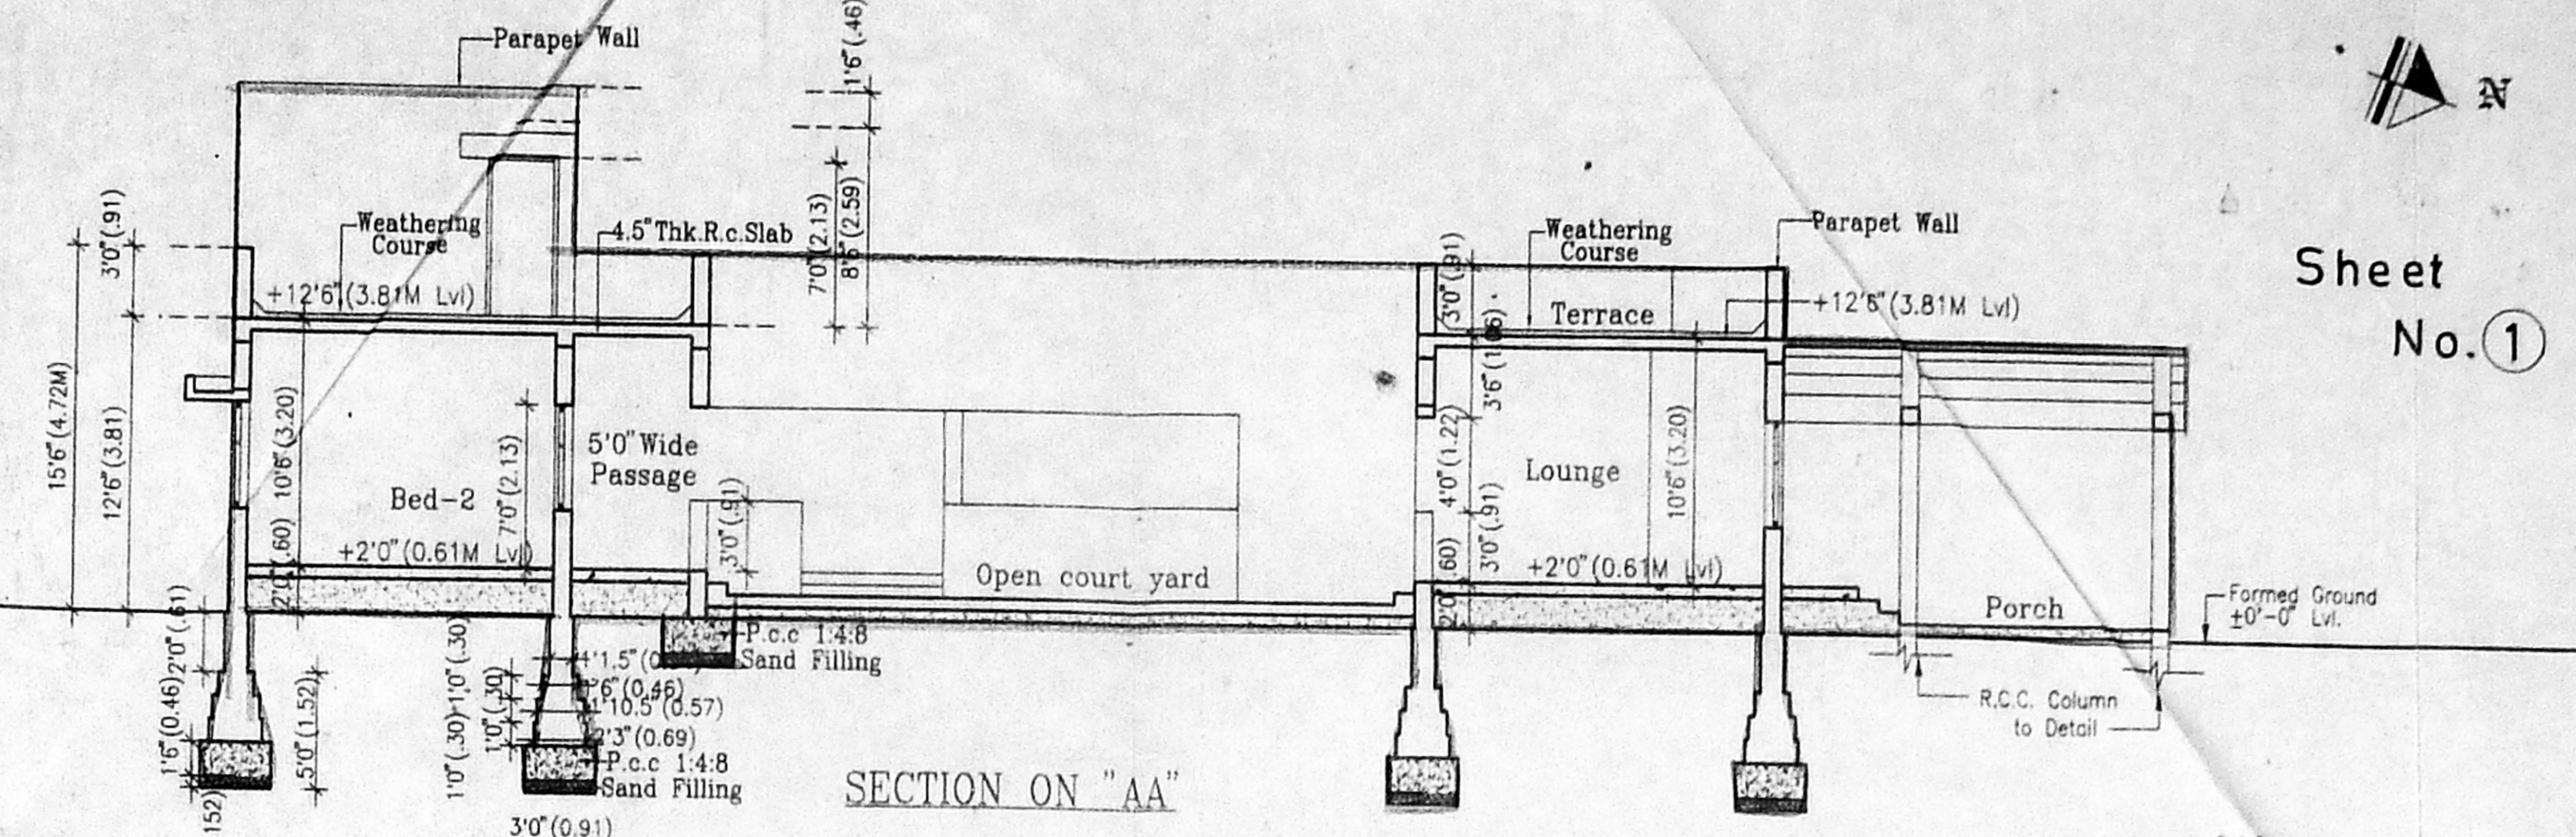 Parapet Wall
1'6"(.46)
N
Sheet
No. 1
3'0"(.91)
Weathering
Course
4.5"Thk.R.c.Slab
7'0"(2.13)
8'6"(2.59)
+12'6"(3.81M Lvl)
3'0"(.91)
Weathering
Course
Terrace
Parapet Wall
+12'6"(3.81M Lvl)
15'6"(4.72M)
12'6"(3.81)
10'6"(3.20)
Bed-2
7'0"(2.13)
5'0"Wide
Passage
3'0"(.91)
2'0"(.60)
+2'0"(0.61M Lvl)
Open court yard
3'6"
4'0"(1.22)
3'0"(.91)
2'0"(.60)
Lounge
10'6"(3.20)
+2'0"(0.61M Lvl)
Porch
Formed Ground
±0'-0" Lvl.
R.C.C. Column
to Detail
2'0"(.61)
1'6"(0.46)
5'0"(1.52)
1'0"(.30)
1'0"(.30)
1'0"(.30)
P.c.c 1:4:8
Sand Filling
1'6"(0.46)
1'10.5"(0.57)
2'3"(0.69)
P.c.c 1:4:8
Sand Filling
152)
3'0"(0.91)
SECTION ON "AA"